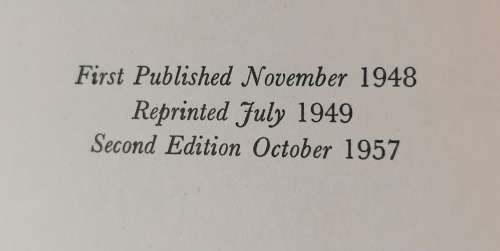 First Published November 1948
Reprinted July 1949
Second Edition October 1957